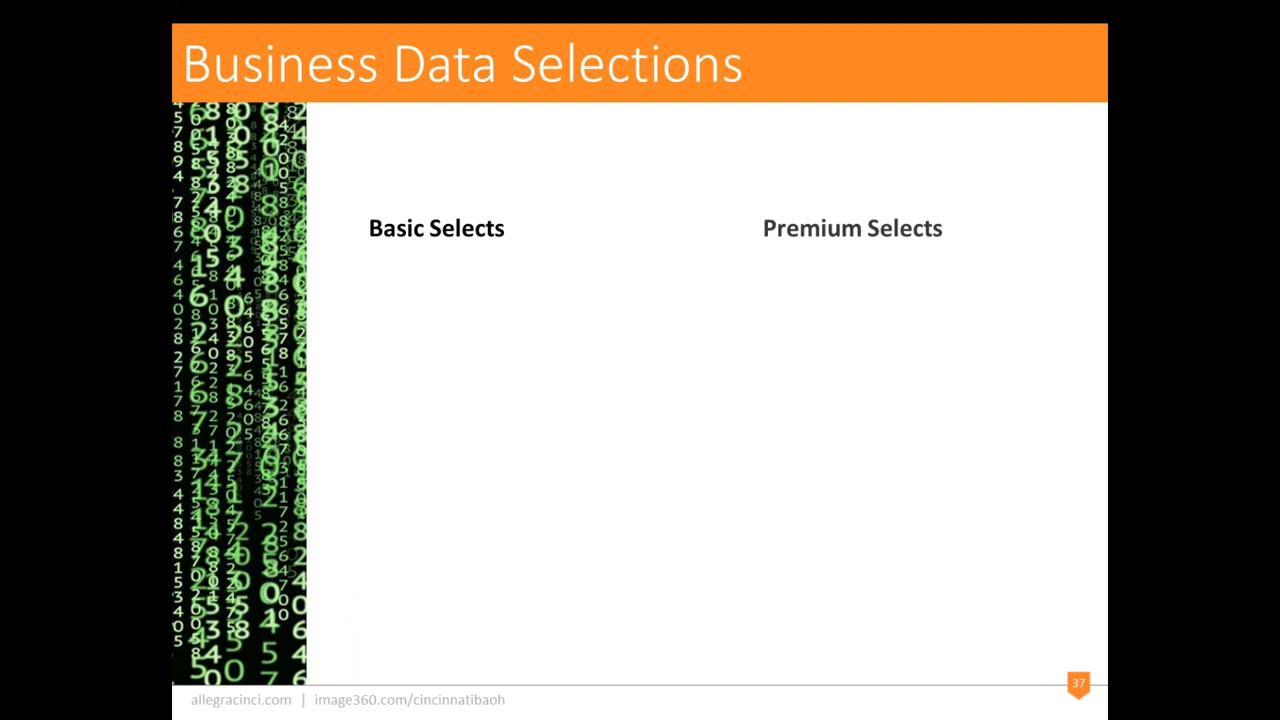 Business Data Selections
Basic Selects
Premium Selects
37
allegracinci.com | image360.com/cincinnatibaoh